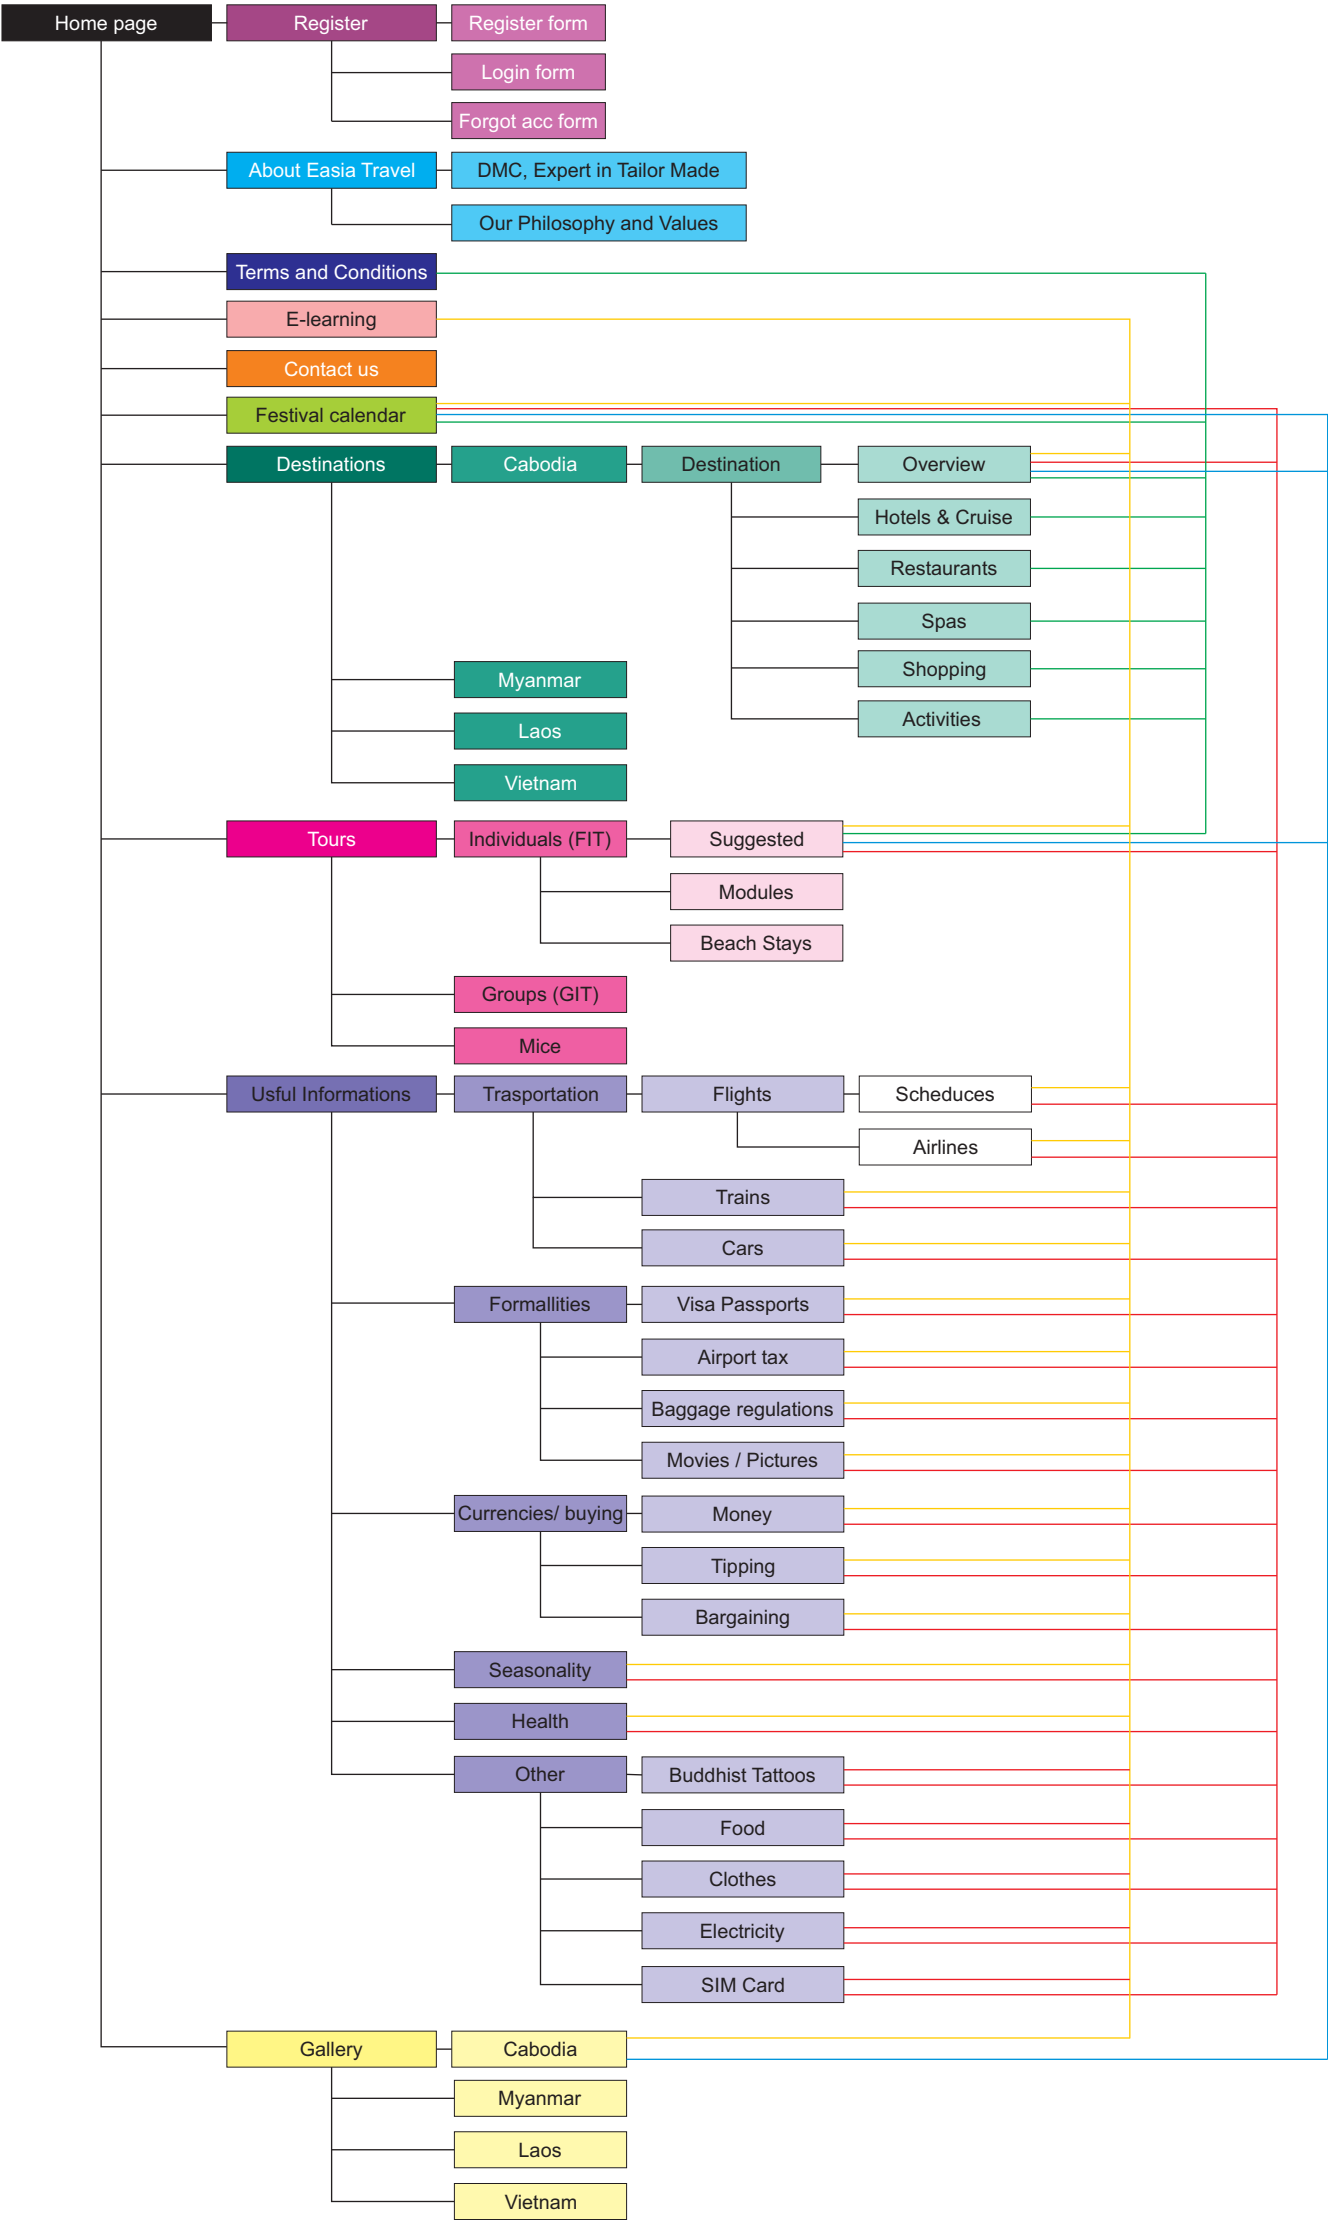 Home page
Register
Register form
Login form
Forgot acc form
About Easia Travel
DMC, Expert in Tailor Made
Our Philosophy and Values
Terms and Conditions
E-learning
Contact us
Festival calendar
Destinations
Cabodia
Destination
Overview
Hotels & Cruise
Restaurants
Spas
Shopping
Activities
Myanmar
Laos
Vietnam
Tours
Individuals (FIT)
Suggested
Modules
Beach Stays
Groups (GIT)
Mice
Usful Informations
Trasportation
Flights
Scheduces
Airlines
Trains
Cars
Formallities
Visa Passports
Airport tax
Baggage regulations
Movies / Pictures
Currencies/ buying
Money
Tipping
Bargaining
Seasonality
Health
Other
Buddhist Tattoos
Food
Clothes
Electricity
SIM Card
Gallery
Cabodia
Myanmar
Laos
Vietnam